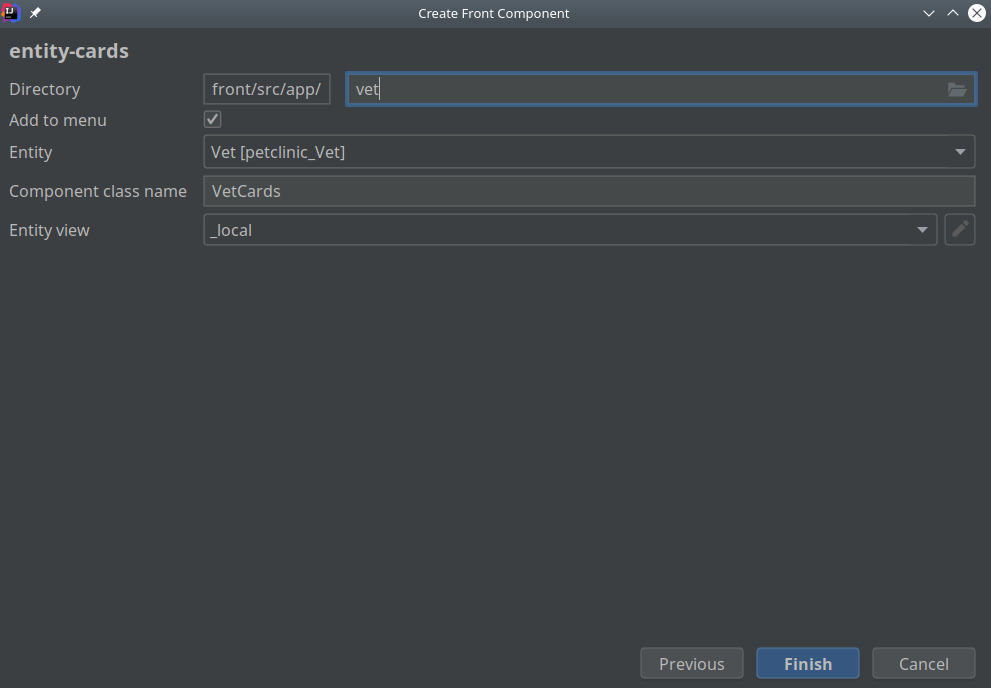 Create Front Component
entity-cards
Directory front/src/app/ vet
Add to menu
Entity Vet [petclinic_Vet]
Component class name VetCards
Entity view _local
Previous Finish Cancel